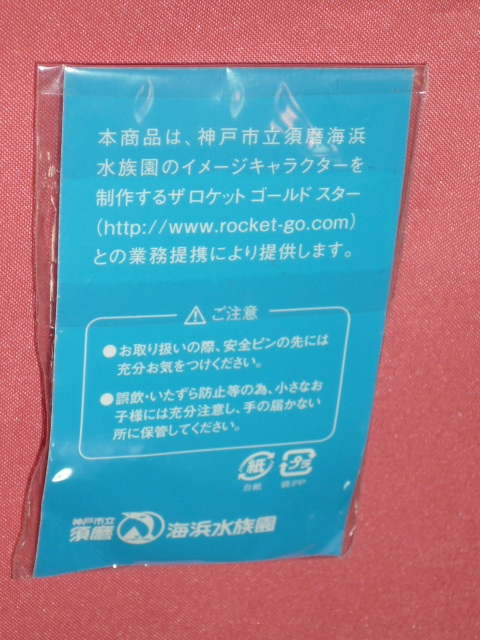 本商品は、神戸市立須磨海浜
水族園のイメージキャラクターを
制作するザ ロケット ゴールド スター
(http://www.rocket-go.com)
との業務提携により提供します。
ご注意
●お取り扱いの際、安全ピンの先には
充分お気をつけください。
●誤飲・いたずら防止等の為、小さなお
子様には充分注意し、手の届かない
所に保管してください。
紙 プラ
台紙 袋:PP
神戸市立
須磨 海浜水族園